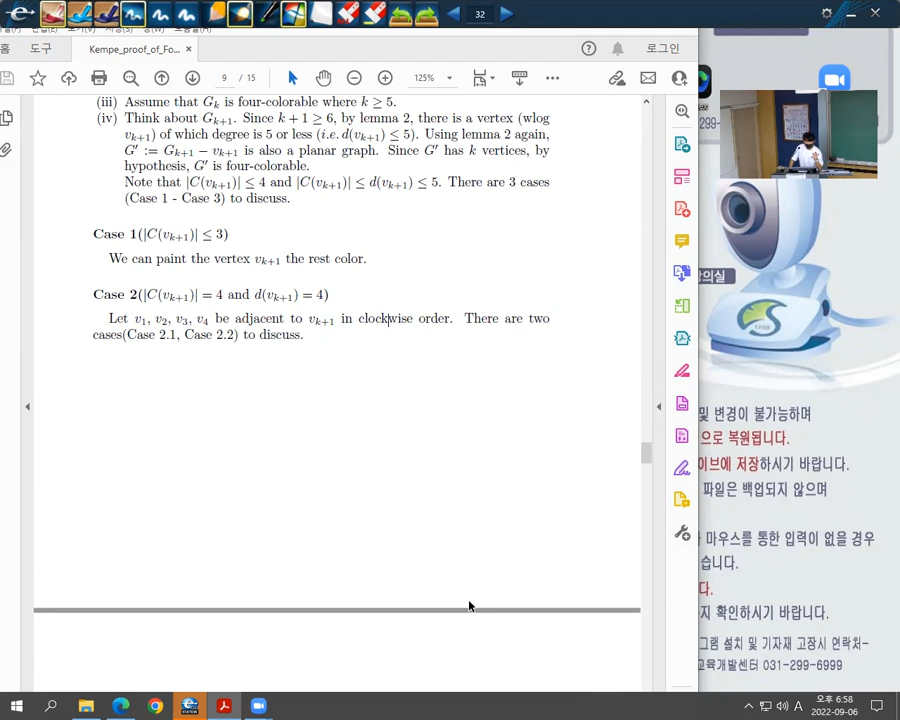 32
홈 도구 Kempe_proof_of_Fo... × 로그인
9 / 15 125%
(iii) Assume that G_k is four-colorable where k ≥ 5.
(iv) Think about G_{k+1}. Since k + 1 ≥ 6, by lemma 2, there is a vertex (wlog
v_{k+1}) of which degree is 5 or less (i.e. d(v_{k+1}) ≤ 5). Using lemma 2 again,
G′ := G_{k+1} − v_{k+1} is also a planar graph. Since G′ has k vertices, by
hypothesis, G′ is four-colorable.
Note that |C(v_{k+1})| ≤ 4 and |C(v_{k+1})| ≤ d(v_{k+1}) ≤ 5. There are 3 cases
(Case 1 - Case 3) to discuss.
Case 1(|C(v_{k+1})| ≤ 3)
We can paint the vertex v_{k+1} the rest color.
Case 2(|C(v_{k+1})| = 4 and d(v_{k+1}) = 4)
Let v_1, v_2, v_3, v_4 be adjacent to v_{k+1} in clockwise order. There are two
cases(Case 2.1, Case 2.2) to discuss.
-299-
의실
및 변경이 불가능하며
으로 복원됩니다.
이브에 저장하시기 바랍니다.
파일은 백업되지 않으며
마우스를 통한 입력이 없을 경우
습니다.
다.
지 확인하시기 바랍니다.
그램 설치 및 기자재 고장시 연락처-
교육개발센터 031-299-6999
A 오후 6:58
2022-09-06